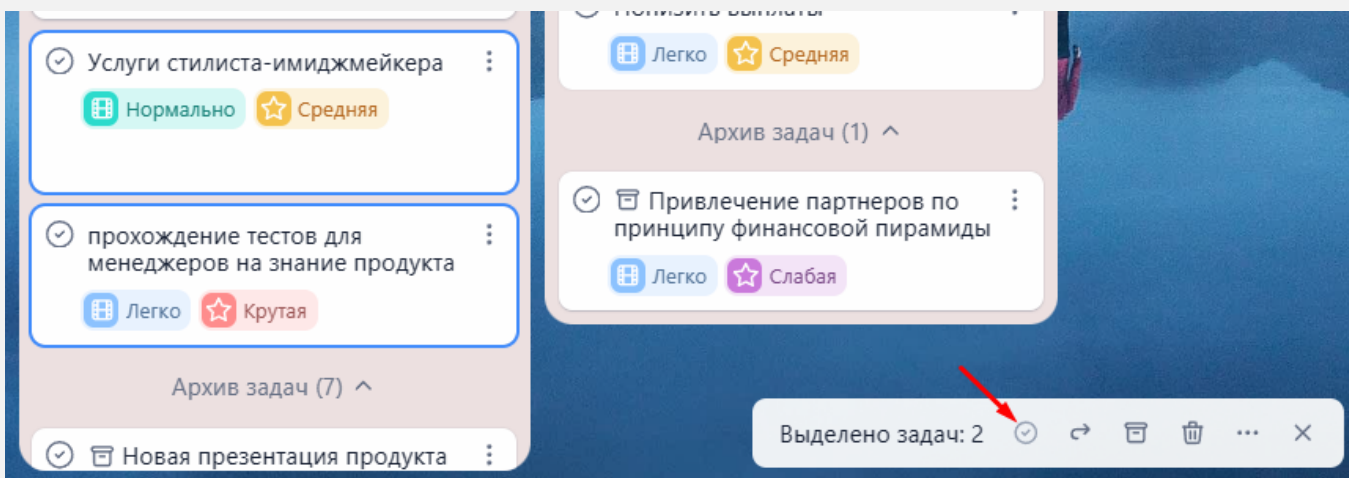 Услуги стилиста-имиджмейкера
Нормально
Средняя
прохождение тестов для
менеджеров на знание продукта
Легко
Крутая
Архив задач (7)
Новая презентация продукта
Понизить выплаты
Легко
Средняя
Архив задач (1)
Привлечение партнеров по
принципу финансовой пирамиды
Легко
Слабая
Выделено задач: 2